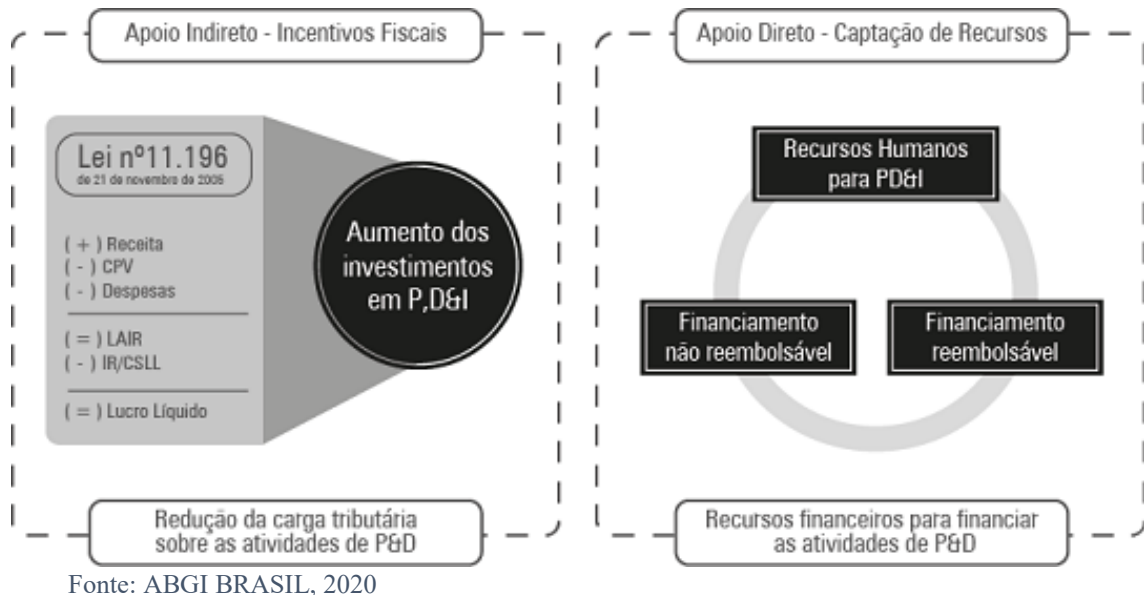 Apoio Indireto - Incentivos Fiscais
Lei nº11.196
de 21 de novembro de 2005
( + ) Receita
( - ) CPV
( - ) Despesas
( = ) LAIR
( - ) IR/CSLL
( = ) Lucro Líquido
Aumento dos
investimentos
em P,D&I
Redução da carga tributária
sobre as atividades de P&D
Apoio Direto - Captação de Recursos
Recursos Humanos
para PD&I
Financiamento
não reembolsável
Financiamento
reembolsável
Recursos financeiros para financiar
as atividades de P&D
Fonte: ABGI BRASIL, 2020